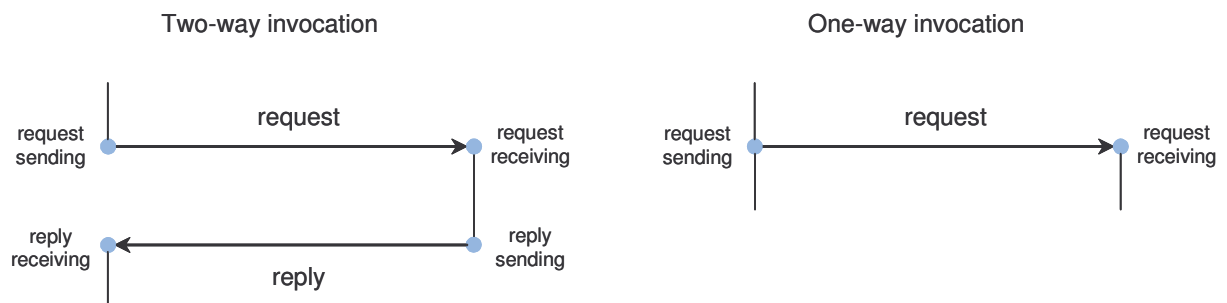 Two-way invocation
request
sending
request
request
receiving
reply
receiving
reply
reply
sending
One-way invocation
request
sending
request
request
receiving